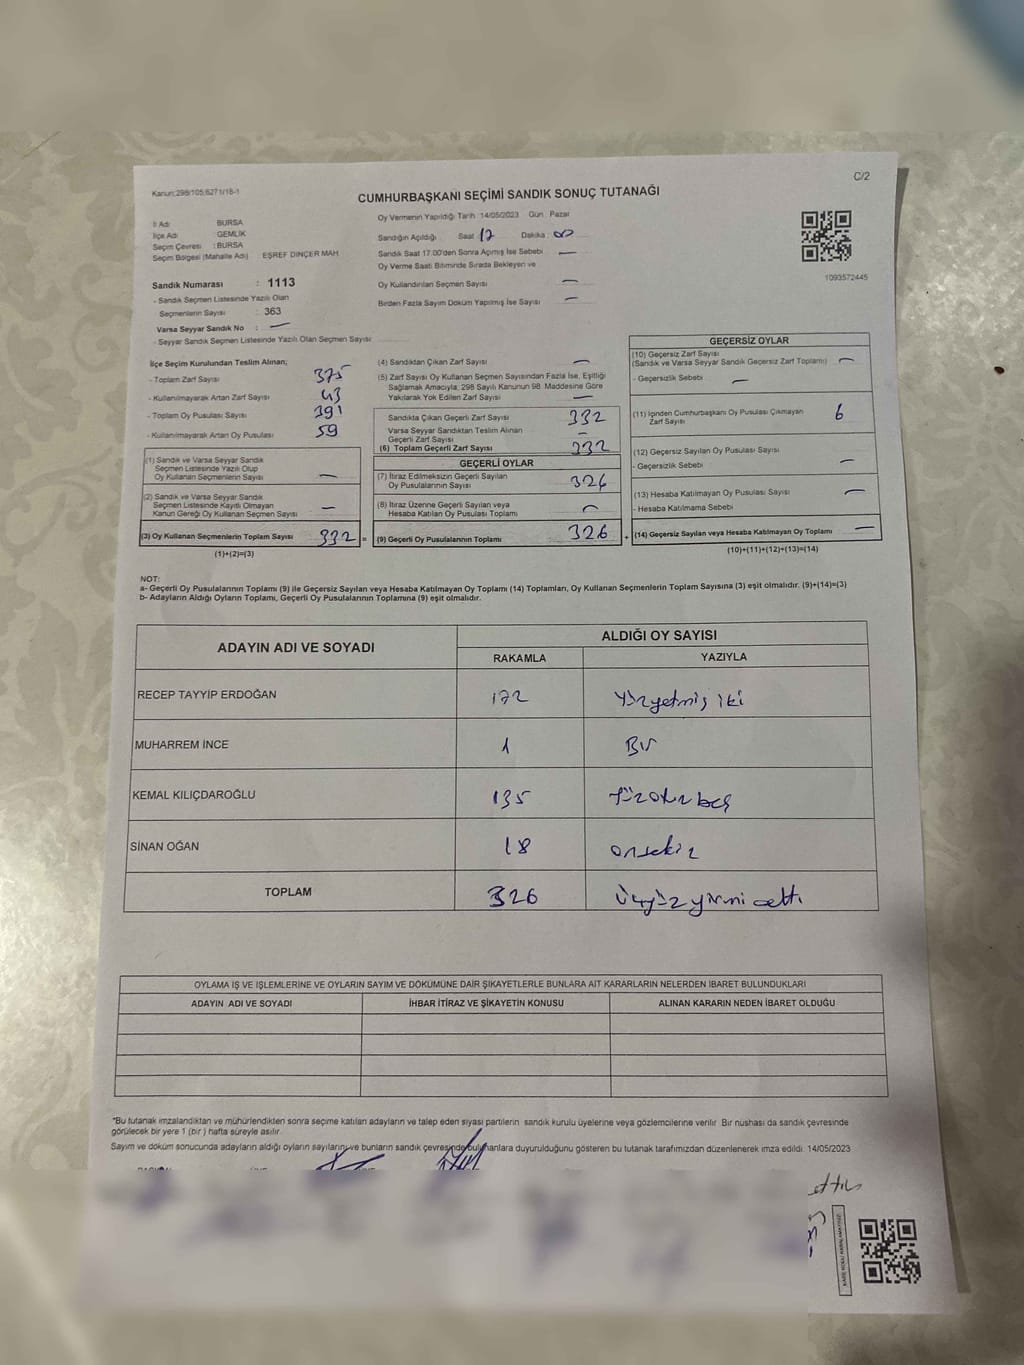 Kanun:298/105;6271/18-1
C/2
CUMHURBAŞKANI SEÇİMİ SANDIK SONUÇ TUTANAĞI
İl Adı : BURSA
İlçe Adı : GEMLİK
Seçim Çevresi : BURSA
Seçim Bölgesi (Mahalle Adı) EŞREF DİNÇER MAH
Oy Vermenin Yapıldığı Tarih 14/05/2023 Gün Pazar
Sandığın Açıldığı Saat 17 Dakika 00
Sandık Saat 17.00'den Sonra Açımış İse Sebebi —
Oy Verme Saati Bitiminde Sırada Bekleyen ve
Oy Kullandırılan Seçmen Sayısı —
Birden Fazla Sayım Döküm Yapılmış İse Sayısı —
1093572445
Sandık Numarası : 1113
- Sandık Seçmen Listesinde Yazılı Olan
Seçmenlerin Sayısı : 363
Varsa Seyyar Sandık No : —
- Seyyar Sandık Seçmen Listesinde Yazılı Olan Seçmen Sayısı
İlçe Seçim Kurulundan Teslim Alınan;
- Toplam Zarf Sayısı 375
- Kullanılmayarak Artan Zarf Sayısı 43
- Toplam Oy Pusulası Sayısı 391
- Kullanılmayarak Artan Oy Pusulası 59
(1) Sandık ve Varsa Seyyar Sandık
Seçmen Listesinde Yazılı Olup
Oy Kullanan Seçmenlerin Sayısı —
(2) Sandık ve Varsa Seyyar Sandık
Seçmen Listesinde Kayıtlı Olmayan
Kanun Gereği Oy Kullanan Seçmen Sayısı —
(3) Oy Kullanan Seçmenlerin Toplam Sayısı 332 =
(1)+(2)=(3)
(4) Sandıktan Çıkan Zarf Sayısı —
(5) Zarf Sayısı Oy Kullanan Seçmen Sayısından Fazla İse, Eşitliği
Sağlamak Amacıyla; 298 Sayılı Kanunun 98. Maddesine Göre
Yakılarak Yok Edilen Zarf Sayısı —
Sandıkta Çıkan Geçerli Zarf Sayısı 332
Varsa Seyyar Sandıktan Teslim Alınan
Geçerli Zarf Sayısı —
(6) Toplam Geçerli Zarf Sayısı 332
GEÇERLİ OYLAR
(7) İtiraz Edilmeksizin Geçerli Sayılan
Oy Pusulalarının Sayısı 326
(8) İtiraz Üzerine Geçerli Sayılan veya
Hesaba Katılan Oy Pusulası Toplamı —
(9) Geçerli Oy Pusulalarının Toplamı 326 +
GEÇERSİZ OYLAR
(10) Geçersiz Zarf Sayısı
(Sandık ve Varsa Seyyar Sandık Geçersiz Zarf Toplamı) —
- Geçersizlik Sebebi —
(11) İçinden Cumhurbaşkanı Oy Pusulası Çıkmayan
Zarf Sayısı 6
(12) Geçersiz Sayılan Oy Pusulası Sayısı
- Geçersizlik Sebebi —
(13) Hesaba Katılmayan Oy Pusulası Sayısı —
- Hesaba Katılmama Sebebi
(14) Geçersiz Sayılan veya Hesaba Katılmayan Oy Toplamı —
(10)+(11)+(12)+(13)=(14)
NOT:
a- Geçerli Oy Pusulalarının Toplamı (9) ile Geçersiz Sayılan veya Hesaba Katılmayan Oy Toplamı (14) Toplamları, Oy Kullanan Seçmenlerin Toplam Sayısına (3) eşit olmalıdır. (9)+(14)=(3)
b- Adayların Aldığı Oyların Toplamı, Geçerli Oy Pusulalarının Toplamına (9) eşit olmalıdır.
ADAYIN ADI VE SOYADI
ALDIĞI OY SAYISI
RAKAMLA YAZIYLA
RECEP TAYYİP ERDOĞAN 172 Yüzyetmiş iki
MUHARREM İNCE 1 Bir
KEMAL KILIÇDAROĞLU 135 Yüzotuzbeş
SİNAN OĞAN 18 onsekiz
TOPLAM 326 Üçyüzyirmi altı
OYLAMA İŞ VE İŞLEMLERİNE VE OYLARIN SAYIM VE DÖKÜMÜNE DAİR ŞİKAYETLERLE BUNLARA AİT KARARLARIN NELERDEN İBARET BULUNDUKLARI
ADAYIN ADI VE SOYADI İHBAR İTİRAZ VE ŞİKAYETİN KONUSU ALINAN KARARIN NEDEN İBARET OLDUĞU
*Bu tutanak imzalandıktan ve mühürlendikten sonra seçime katılan adayların ve talep eden siyasi partilerin sandık kurulu üyelerine veya gözlemcilerine verilir. Bir nüshası da sandık çevresinde
görülecek bir yere 1 (bir ) hafta süreyle asılır.
Sayım ve döküm sonucunda adayların aldığı oyların sayılarını ve bunların sandık çevresinde bulunanlara duyurulduğunu gösteren bu tutanak tarafımızdan düzenlenerek imza edildi. 14/05/2023